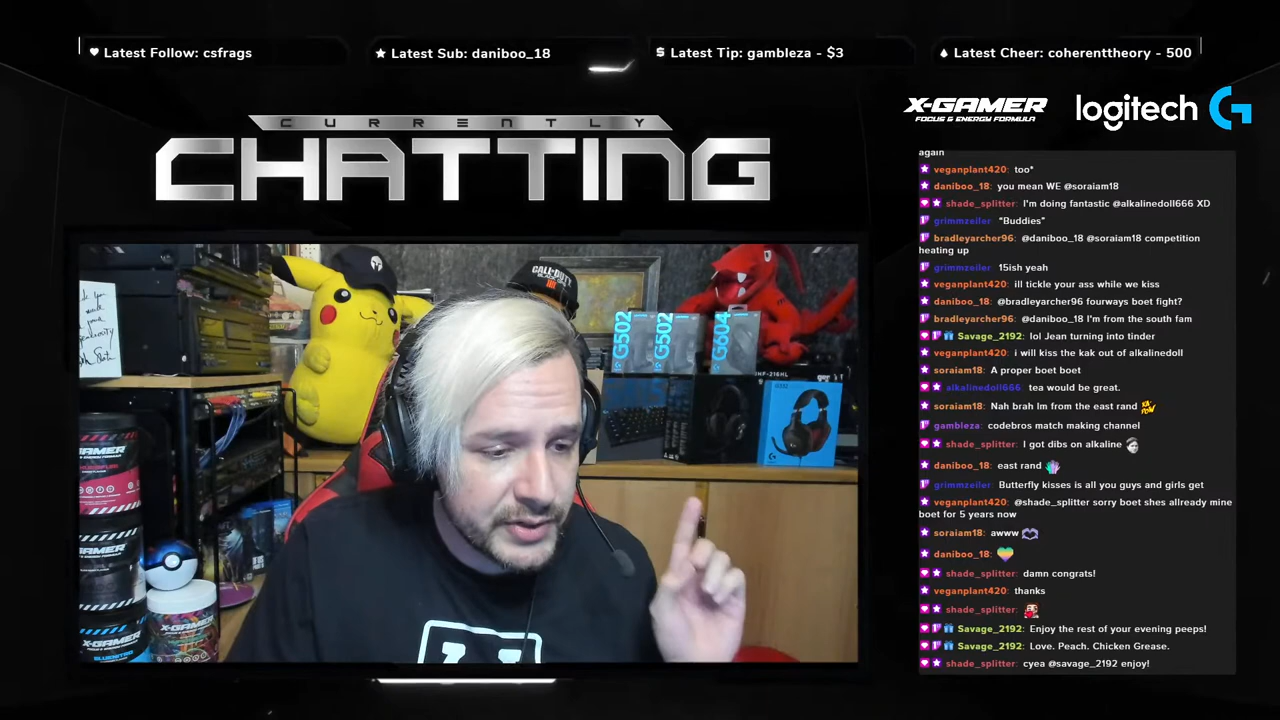 Latest Follow: csfrags
Latest Sub: daniboo_18
Latest Tip: gambleza - $3
Latest Cheer: coherenttheory - 500
CURRENTLY
CHATTING
X-GAMER
FOCUS & ENERGY FORMULA
logitech G
again
veganplant420: too*
daniboo_18: you mean WE @soraiam18
shade_splitter: I'm doing fantastic @alkalinedoll666 XD
grimmzeiler: "Buddies"
bradleyarcher96: @daniboo_18 @soraiam18 competition
heating up
grimmzeiler: 15ish yeah
veganplant420: ill tickle your ass while we kiss
daniboo_18: @bradleyarcher96 fourways boet fight?
bradleyarcher96: @daniboo_18 I'm from the south fam
Savage_2192: lol Jean turning into tinder
veganplant420: i will kiss the kak out of alkalinedoll
soraiam18: A proper boet boet
alkalinedoll666: tea would be great.
soraiam18: Nah brah Im from the east rand
gambleza: codebros match making channel
shade_splitter: I got dibs on alkaline
daniboo_18: east rand
grimmzeiler: Butterfly kisses is all you guys and girls get
veganplant420: @shade_splitter sorry boet shes allready mine
boet for 5 years now
soraiam18: awww
daniboo_18:
shade_splitter: damn congrats!
veganplant420: thanks
shade_splitter:
Savage_2192: Enjoy the rest of your evening peeps!
Savage_2192: Love. Peach. Chicken Grease.
shade_splitter: cyea @savage_2192 enjoy!
CALL OF DUTY
G502
G502
G604
GAMER
X-GAMER